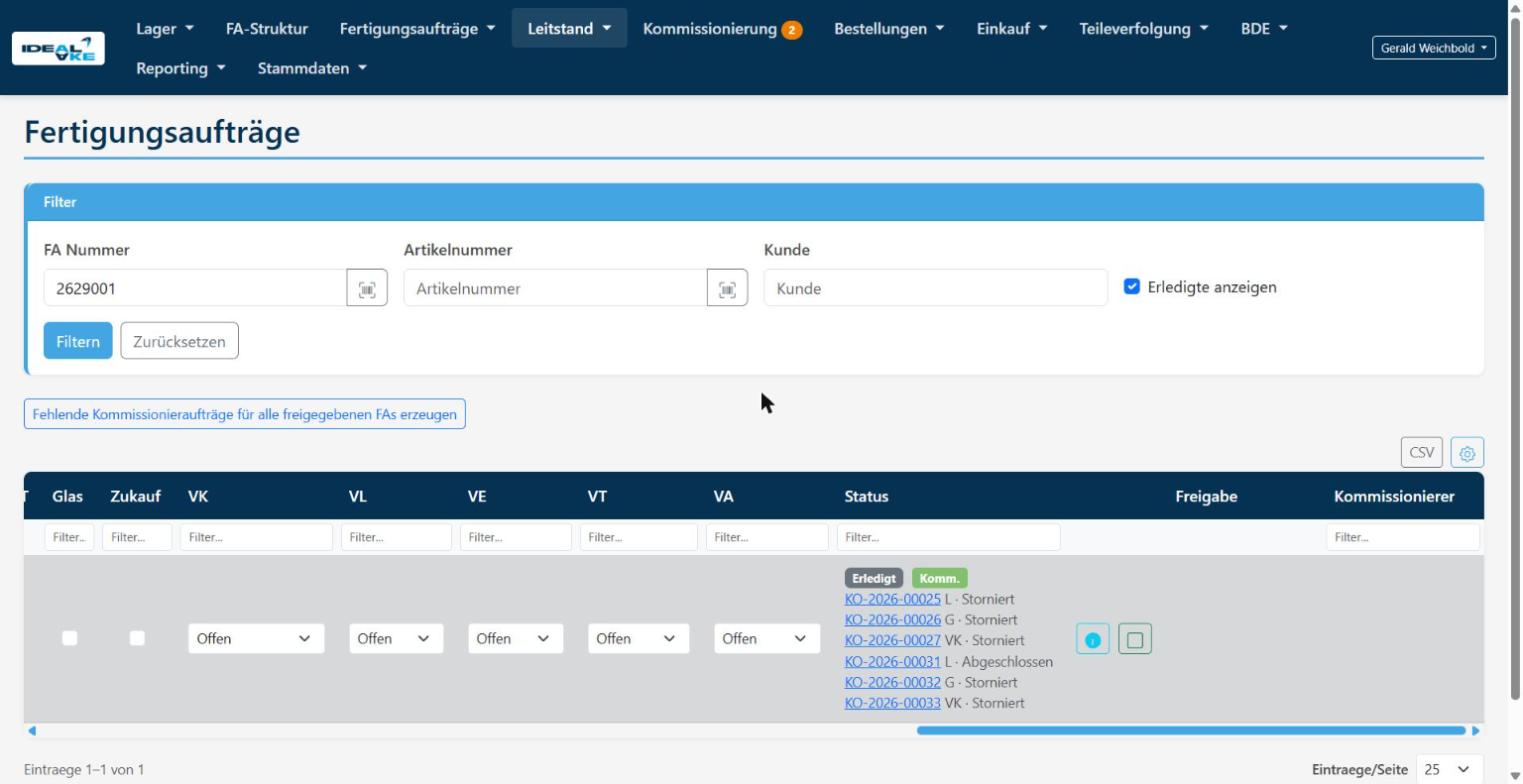 IDEAL AKE
Lager
FA-Struktur
Fertigungsaufträge
Leitstand
Kommissionierung 2
Bestellungen
Einkauf
Teileverfolgung
BDE
Reporting
Stammdaten
Gerald Weichbold
Fertigungsaufträge
Filter
FA Nummer
Artikelnummer
Kunde
2629001
Artikelnummer
Kunde
Erledigte anzeigen
Filtern
Zurücksetzen
Fehlende Kommissionieraufträge für alle freigegebenen FAs erzeugen
CSV
T Glas Zukauf VK VL VE VT VA Status Freigabe Kommissionierer
Filter... Filter... Filter... Filter... Filter... Filter... Filter... Filter... Filter...
Erledigt Komm.
KO-2026-00025 L · Storniert
KO-2026-00026 G · Storniert
Offen Offen Offen Offen Offen
KO-2026-00027 VK · Storniert
KO-2026-00031 L · Abgeschlossen
KO-2026-00032 G · Storniert
KO-2026-00033 VK · Storniert
Eintraege 1–1 von 1
Eintraege/Seite 25